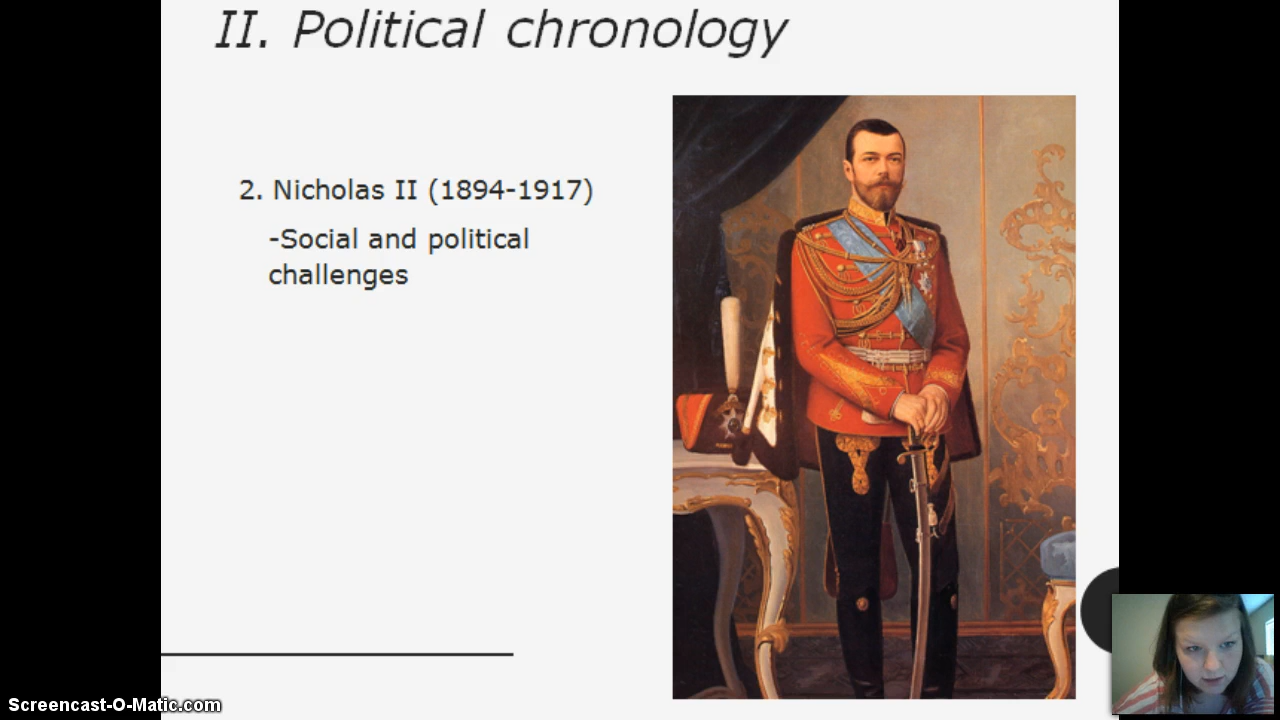 II. Political chronology
2. Nicholas II (1894-1917)
-Social and political
challenges
Screencast-O-Matic.com